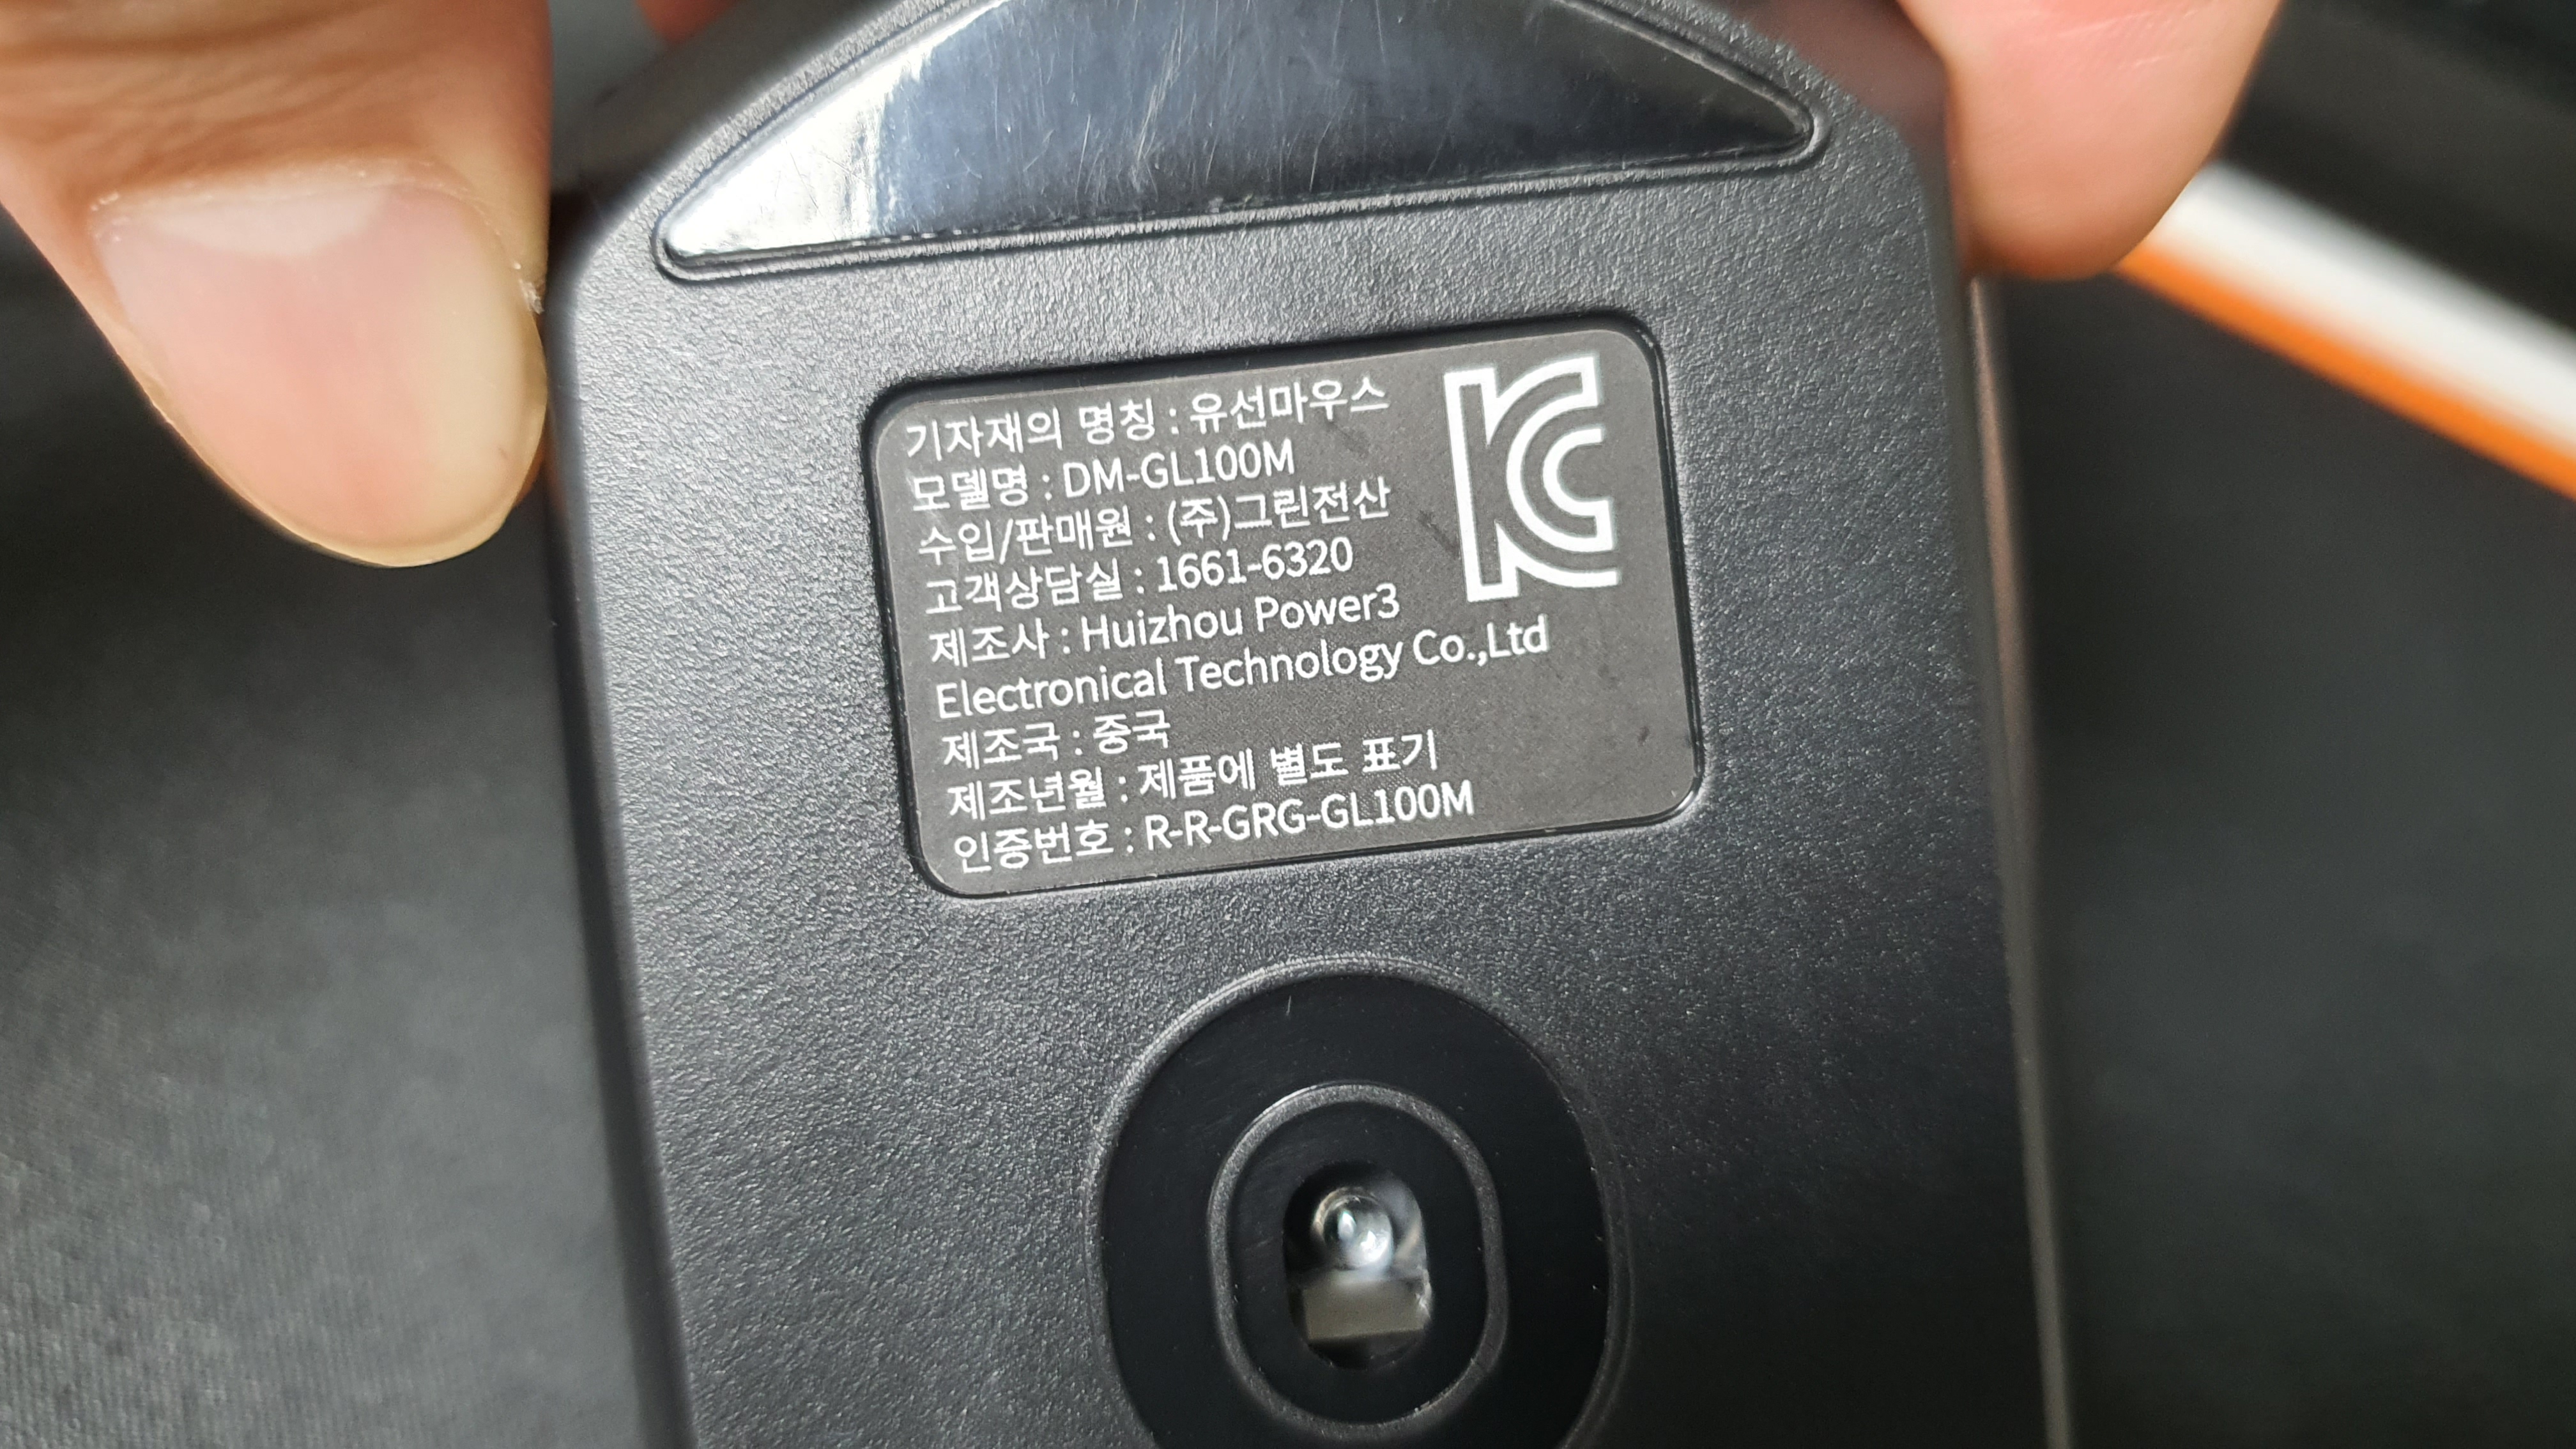 기자재의 명칭 : 유선마우스
모델명 : DM-GL100M
수입/판매원 : (주)그린전산
고객상담실 : 1661-6320
제조사 : Huizhou Power3
Electronical Technology Co.,Ltd
제조국 : 중국
제조년월 : 제품에 별도 표기
인증번호 : R-R-GRG-GL100M
KC